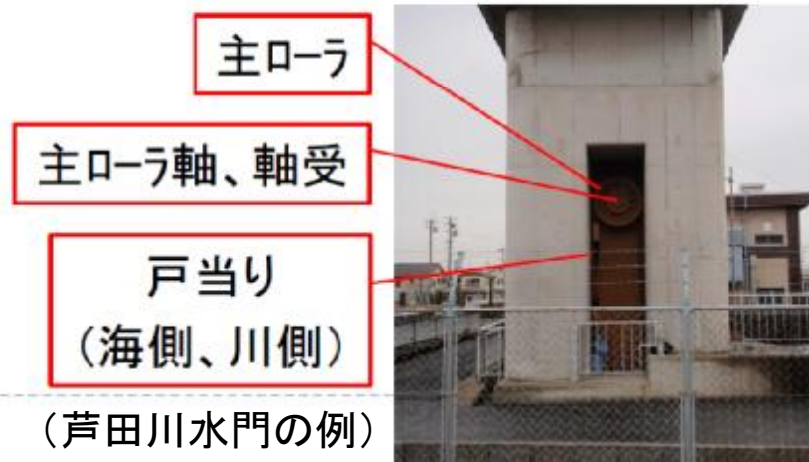 主ローラ
主ローラ軸、軸受
戸当り
（海側、川側）
（芦田川水門の例）